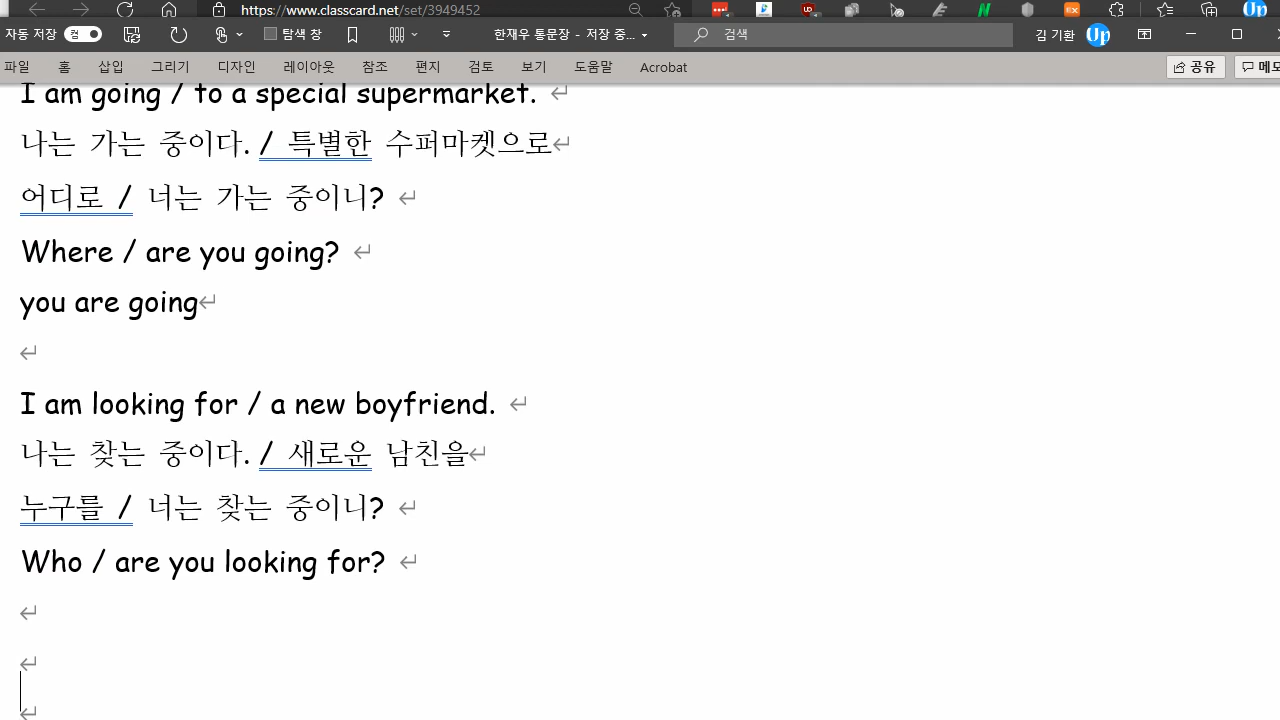 https://www.classcard.net/set/3949452
자동 저장 켬 탐색 창 한재우 통문장 - 저장 중... 검색 김 기환
파일 홈 삽입 그리기 디자인 레이아웃 참조 편지 검토 보기 도움말 Acrobat 공유 메모
I am going / to a special supermarket.
나는 가는 중이다. / 특별한 수퍼마켓으로
어디로 / 너는 가는 중이니?
Where / are you going?
you are going
I am looking for / a new boyfriend.
나는 찾는 중이다. / 새로운 남친을
누구를 / 너는 찾는 중이니?
Who / are you looking for?